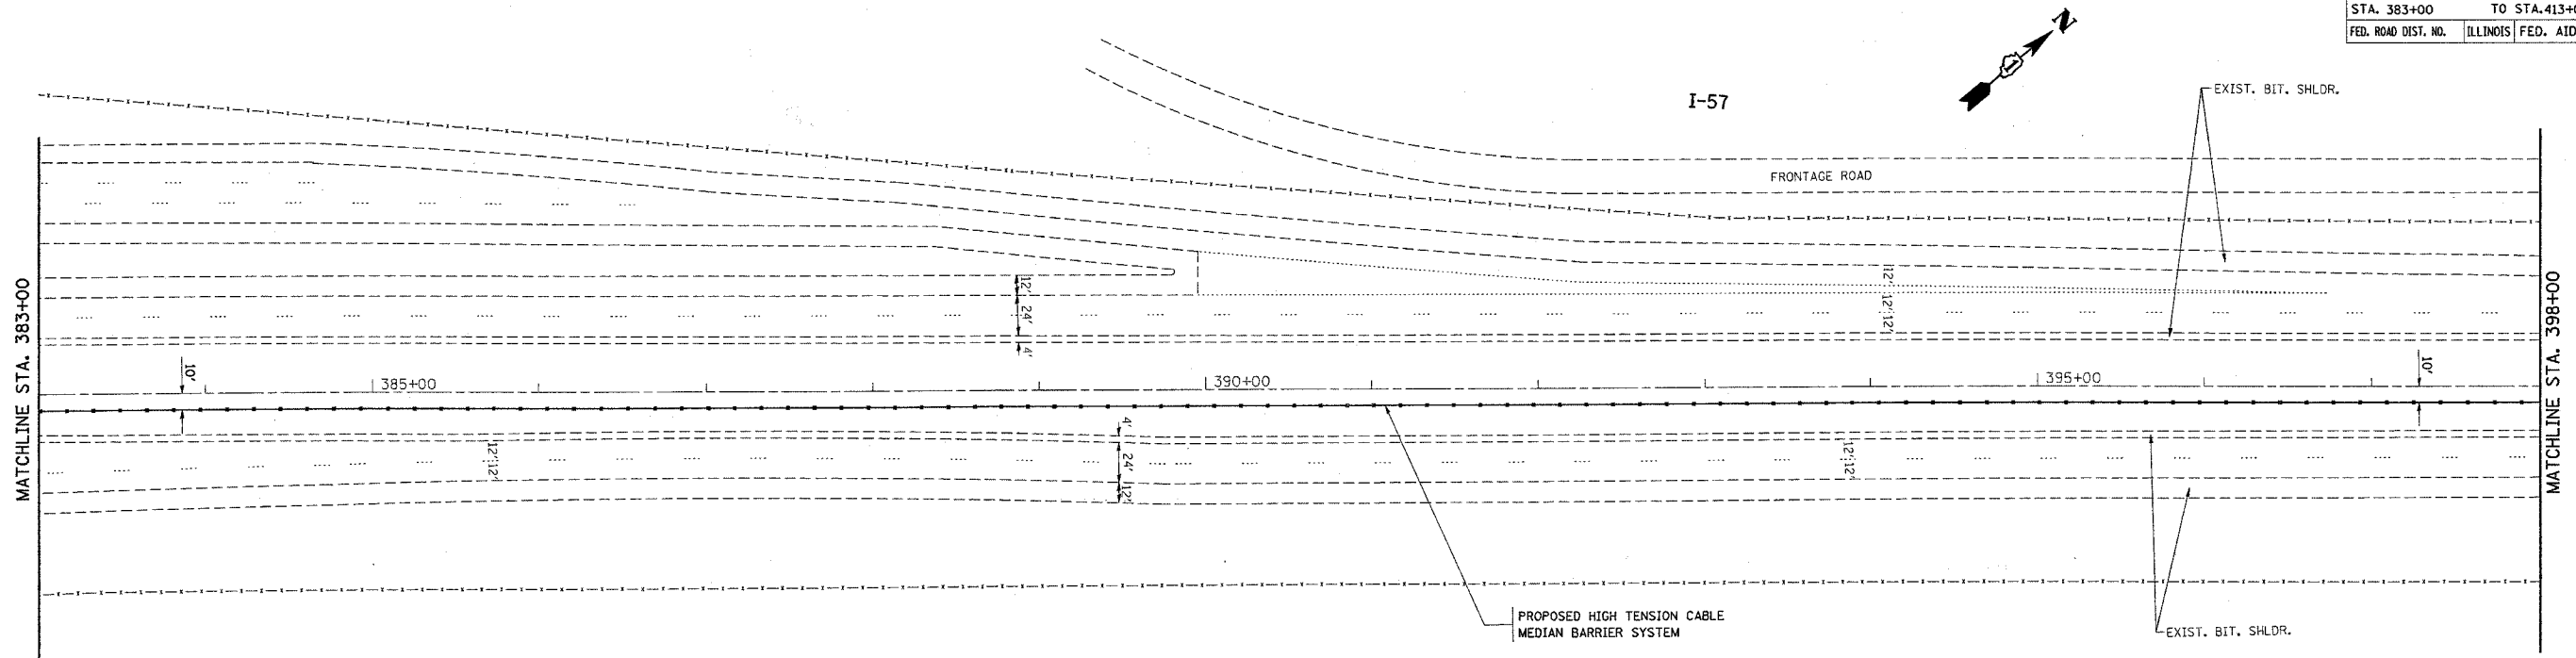 STA. 383+00 TO STA.413+0
FED. ROAD DIST. NO. ILLINOIS FED. AID
N
1
I-57
EXIST. BIT. SHLDR.
FRONTAGE ROAD
MATCHLINE STA. 383+00
MATCHLINE STA. 398+00
12'
24'
4'
12'
12'
12'
10'
385+00
390+00
395+00
10'
4'
24'
12'
12'
12'
12'
12'
PROPOSED HIGH TENSION CABLE
MEDIAN BARRIER SYSTEM
EXIST. BIT. SHLDR.